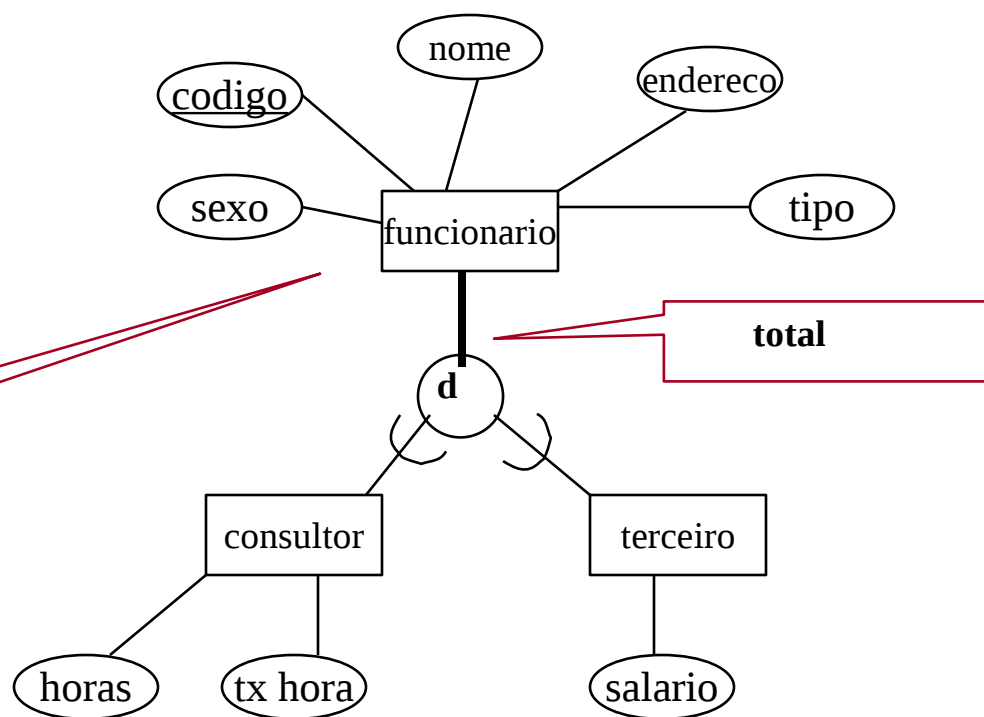 nome
endereco
codigo
sexo
tipo
funcionario
total
d
consultor
terceiro
horas
tx hora
salario